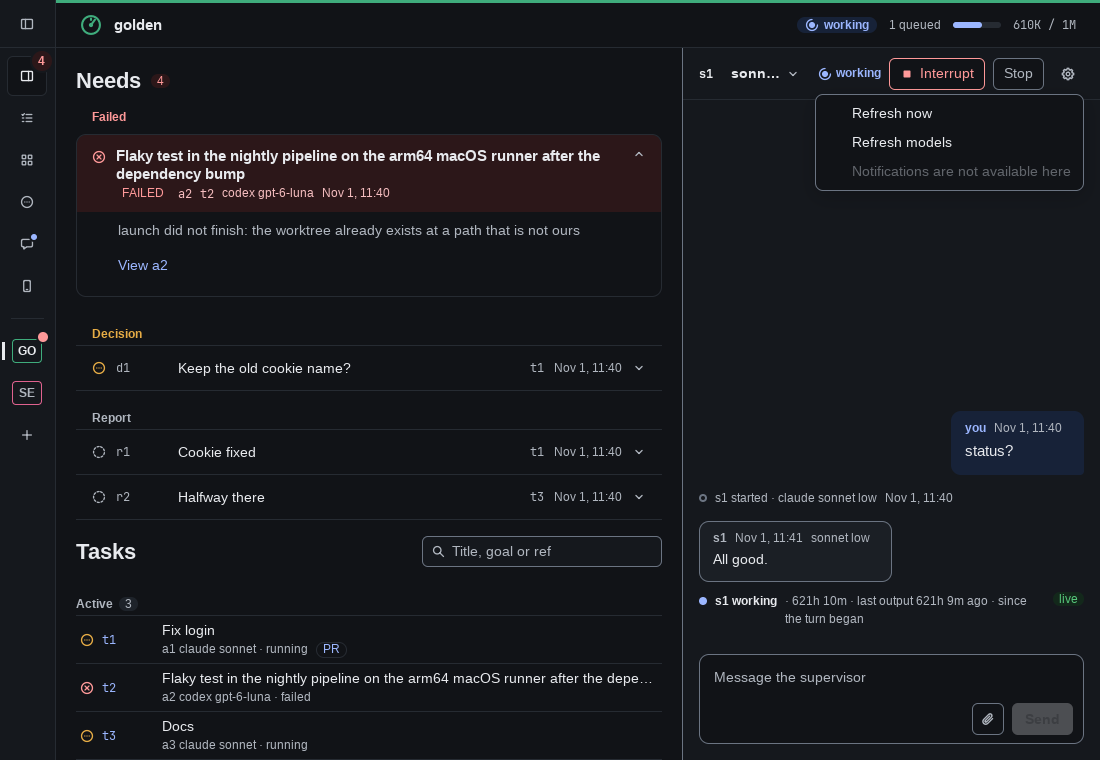 golden
working
1 queued
610K / 1M
4
GO
SE
Needs 4
Failed
Flaky test in the nightly pipeline on the arm64 macOS runner after the
dependency bump
FAILED a2 t2 codex gpt-6-luna Nov 1, 11:40
launch did not finish: the worktree already exists at a path that is not ours
View a2
Decision
d1 Keep the old cookie name? t1 Nov 1, 11:40
Report
r1 Cookie fixed t1 Nov 1, 11:40
r2 Halfway there t3 Nov 1, 11:40
Tasks
Title, goal or ref
Active 3
t1 Fix login
a1 claude sonnet · running PR
t2 Flaky test in the nightly pipeline on the arm64 macOS runner after the depe…
a2 codex gpt-6-luna · failed
t3 Docs
a3 claude sonnet · running
s1 sonn… working Interrupt Stop
Refresh now
Refresh models
Notifications are not available here
you Nov 1, 11:40
status?
s1 started · claude sonnet low Nov 1, 11:40
s1 Nov 1, 11:41 sonnet low
All good.
s1 working · 621h 10m · last output 621h 9m ago · since
the turn began
live
Message the supervisor
Send